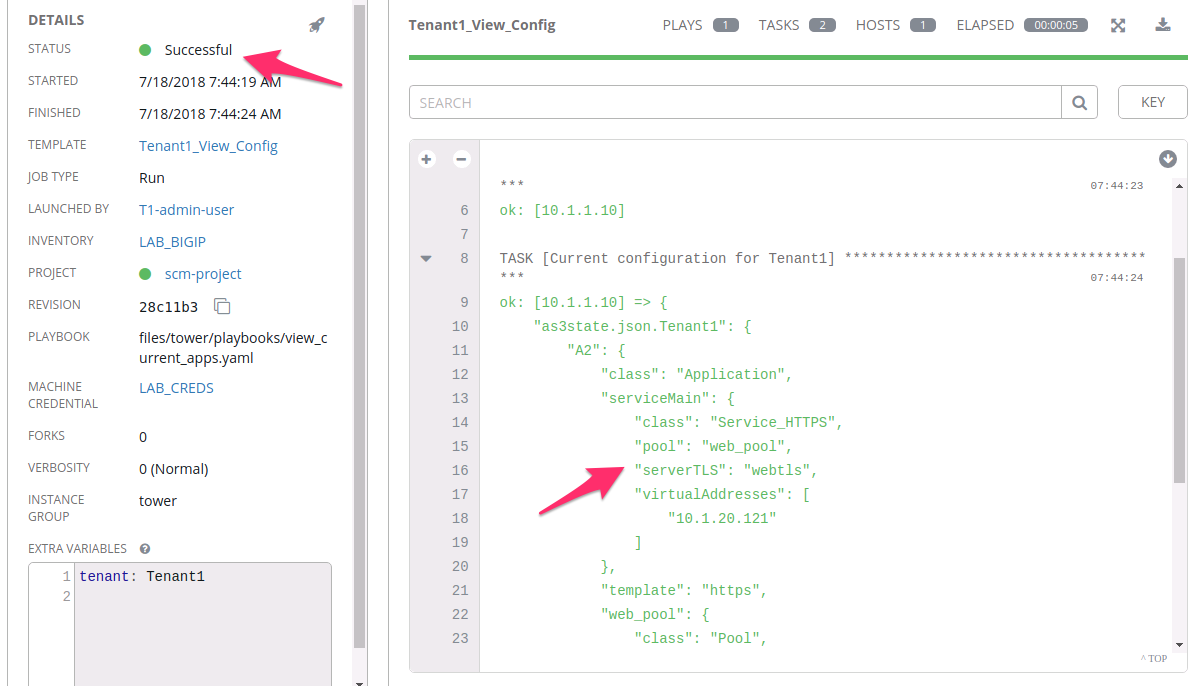 DETAILS
STATUS Successful
STARTED 7/18/2018 7:44:19 AM
FINISHED 7/18/2018 7:44:24 AM
TEMPLATE Tenant1_View_Config
JOB TYPE Run
LAUNCHED BY T1-admin-user
INVENTORY LAB_BIGIP
PROJECT scm-project
REVISION 28c11b3
PLAYBOOK files/tower/playbooks/view_c
urrent_apps.yaml
MACHINE LAB_CREDS
CREDENTIAL
FORKS 0
VERBOSITY 0 (Normal)
INSTANCE tower
GROUP
EXTRA VARIABLES ?
1 tenant: Tenant1
2
Tenant1_View_Config PLAYS 1 TASKS 2 HOSTS 1 ELAPSED 00:00:05
SEARCH KEY
+ −
*** 07:44:23
6 ok: [10.1.1.10]
7
8 TASK [Current configuration for Tenant1] ************************************
*** 07:44:24
9 ok: [10.1.1.10] => {
10 "as3state.json.Tenant1": {
11 "A2": {
12 "class": "Application",
13 "serviceMain": {
14 "class": "Service_HTTPS",
15 "pool": "web_pool",
16 "serverTLS": "webtls",
17 "virtualAddresses": [
18 "10.1.20.121"
19 ]
20 },
21 "template": "https",
22 "web_pool": {
23 "class": "Pool",
^ TOP